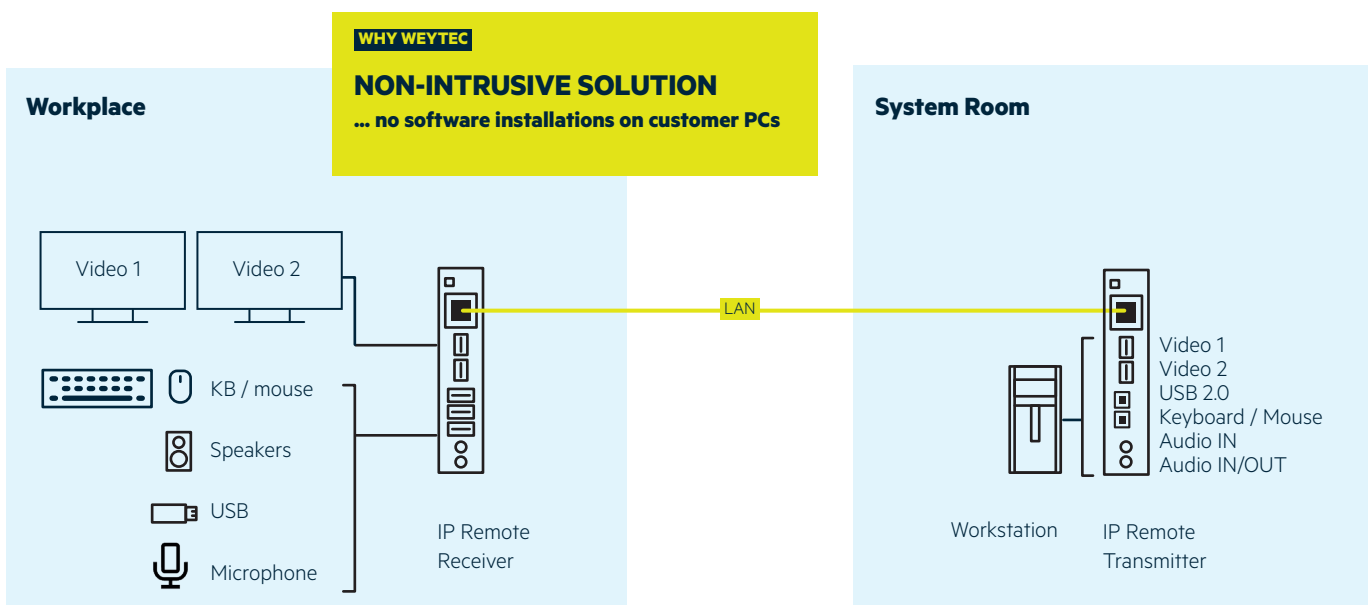 WHY WEYTEC
NON-INTRUSIVE SOLUTION
... no software installations on customer PCs
Workplace
System Room
Video 1
Video 2
LAN
KB / mouse
Speakers
USB
Microphone
IP Remote
Receiver
Video 1
Video 2
USB 2.0
Keyboard / Mouse
Audio IN
Audio IN/OUT
Workstation
IP Remote
Transmitter